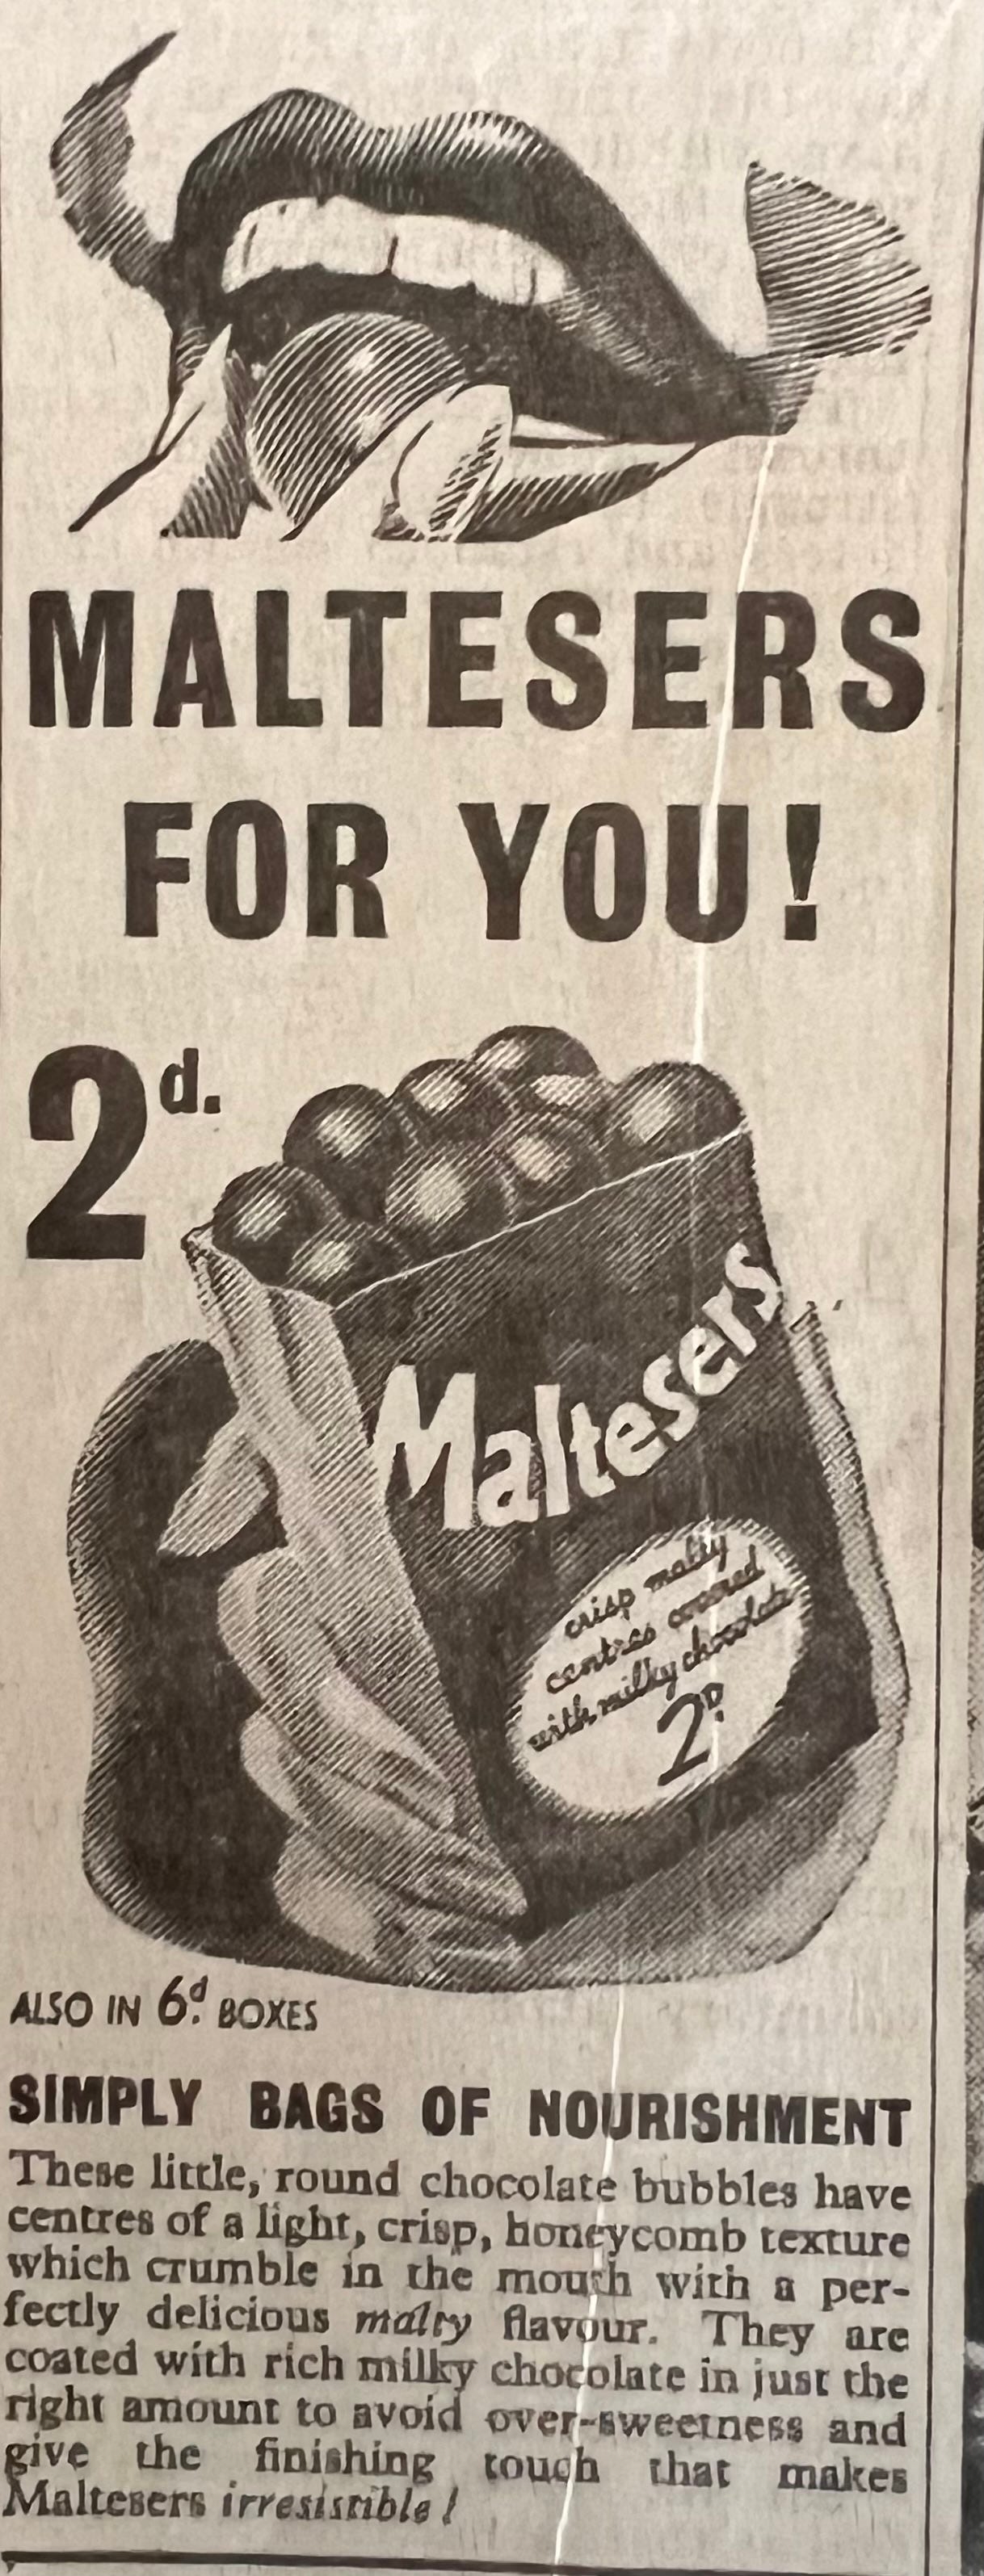 MALTESERS
FOR YOU!
2d.
Maltesers
crisp malty
centres covered
with milky chocolate
2D.
ALSO IN 6d. BOXES
SIMPLY BAGS OF NOURISHMENT
These little, round chocolate bubbles have
centres of a light, crisp, honeycomb texture
which crumble in the mouth with a per-
fectly delicious malty flavour. They are
coated with rich milky chocolate in just the
right amount to avoid over-sweetness and
give the finishing touch that makes
Maltesers irresistible!